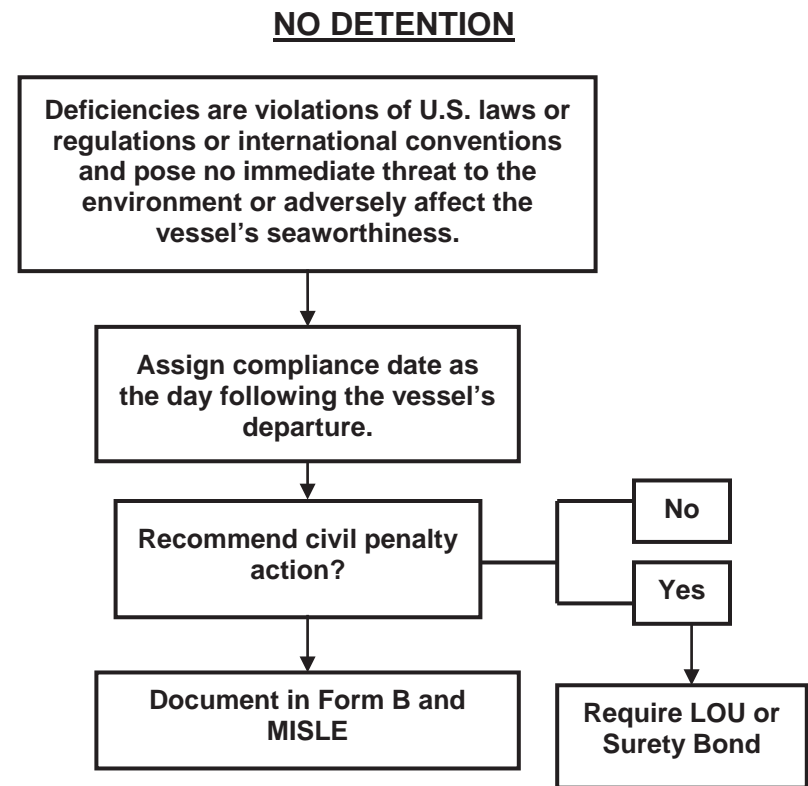 NO DETENTION
Deficiencies are violations of U.S. laws or
regulations or international conventions
and pose no immediate threat to the
environment or adversely affect the
vessel’s seaworthiness.
Assign compliance date as
the day following the vessel’s
departure.
Recommend civil penalty
action?
No
Yes
Document in Form B and
MISLE
Require LOU or
Surety Bond